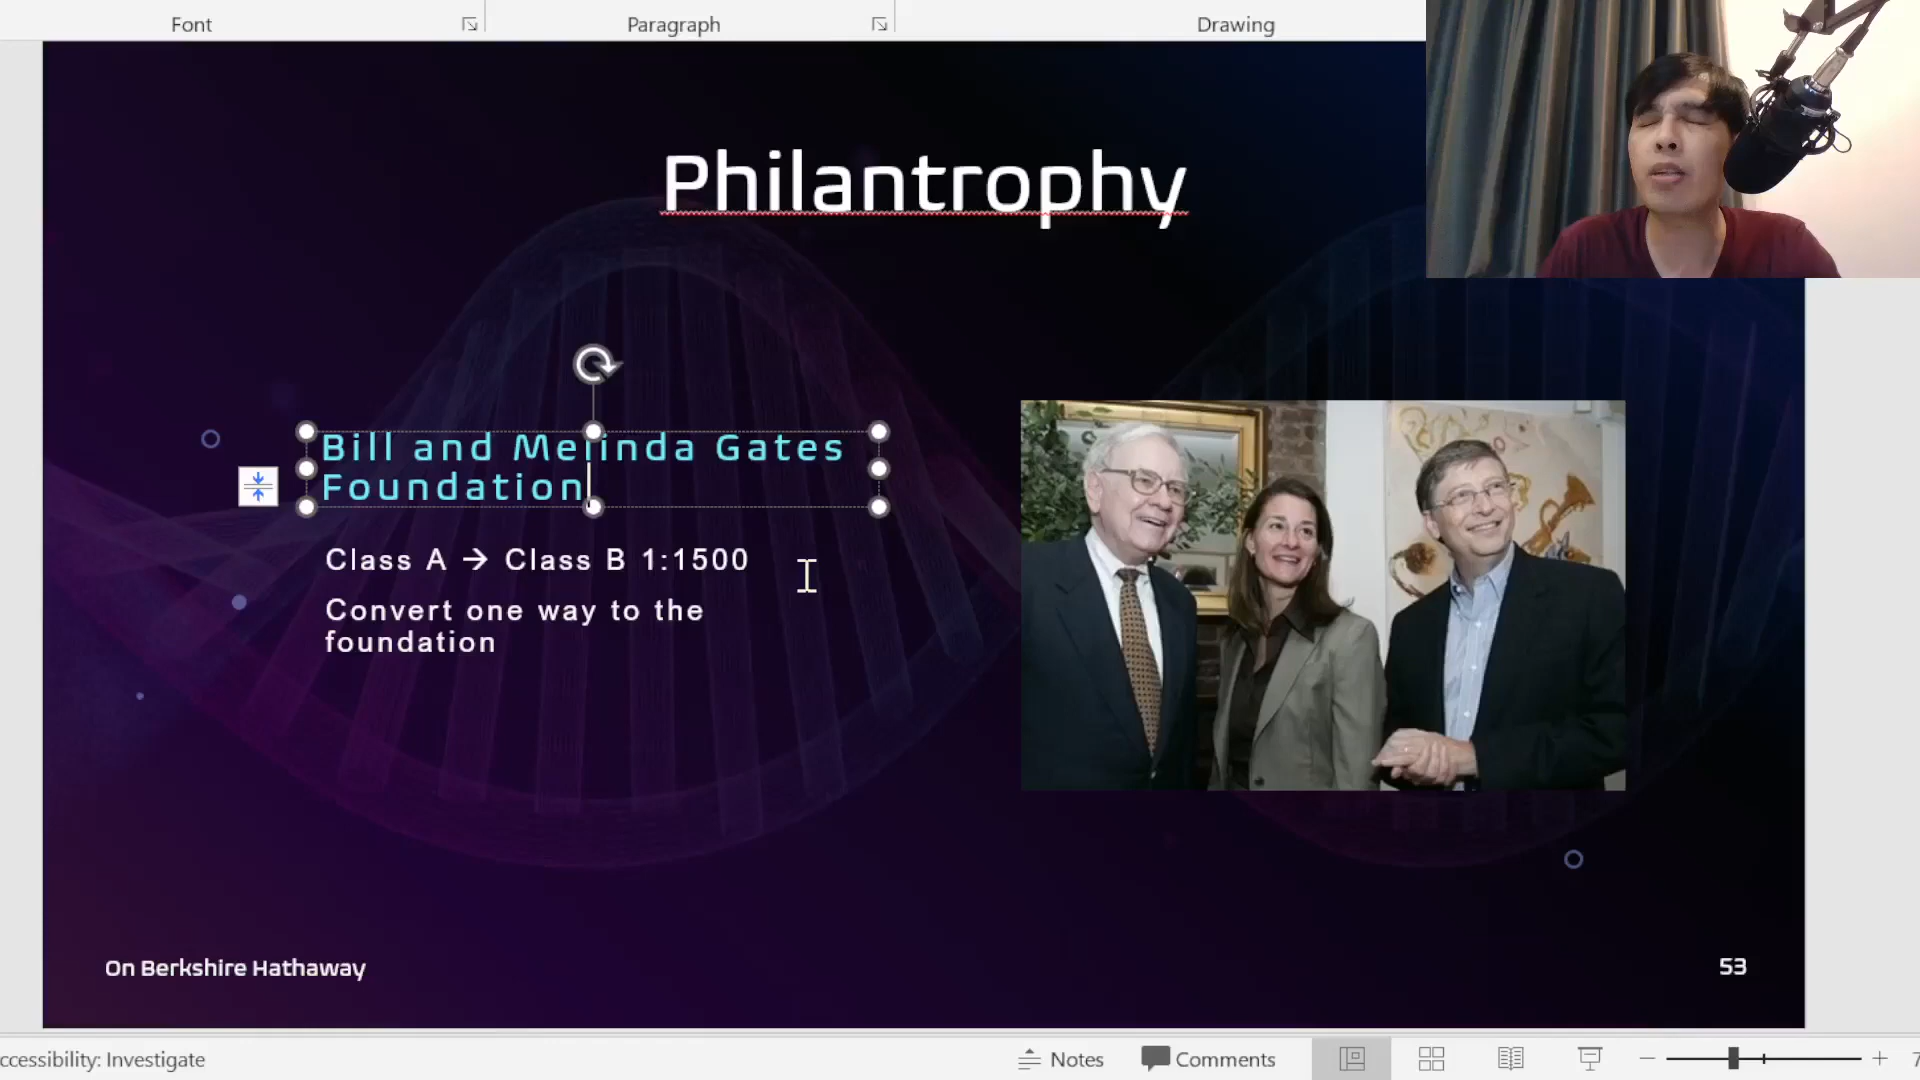 Font
Paragraph
Drawing
Philantrophy
Bill and Melinda Gates
Foundation
Class A → Class B 1:1500
Convert one way to the
foundation
On Berkshire Hathaway
53
ccessibility: Investigate
Notes
Comments
7